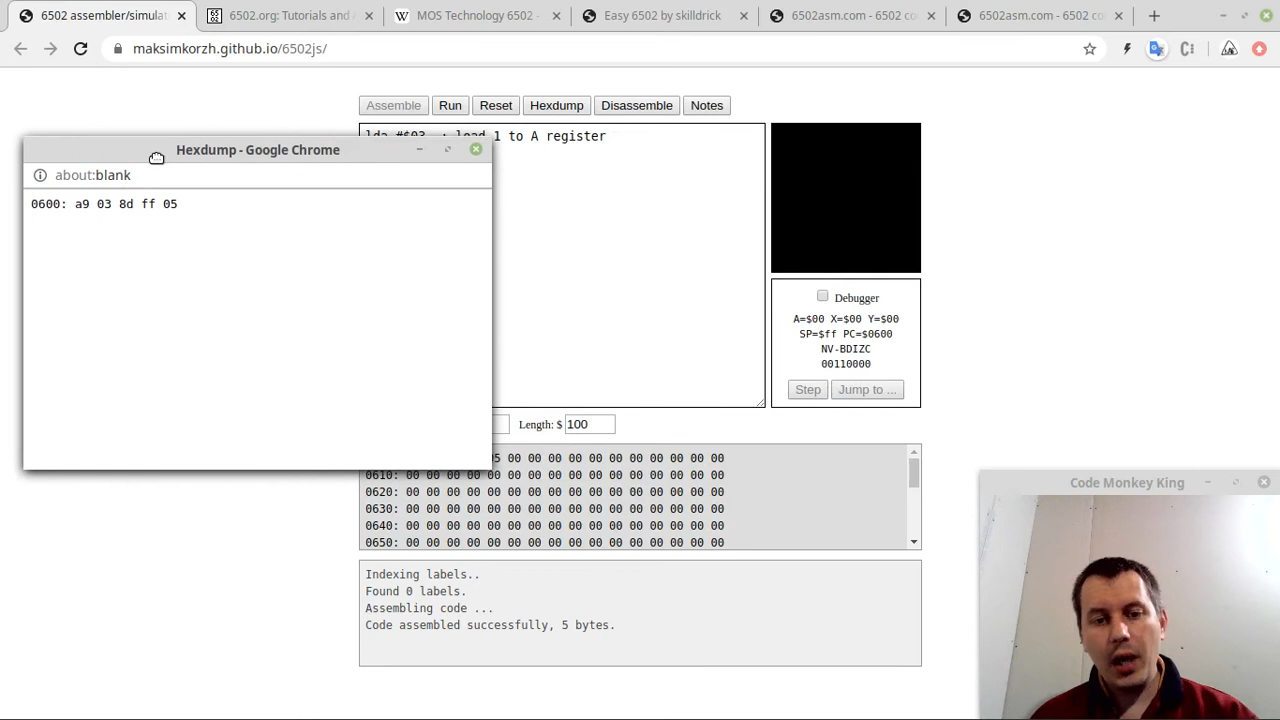 6502 assembler/simulat
6502.org: Tutorials and A
MOS Technology 6502 -
Easy 6502 by skilldrick
6502asm.com - 6502 co
6502asm.com - 6502 co
maksimkorzh.github.io/6502js/
Assemble Run Reset Hexdump Disassemble Notes
lda #$03 ; load 1 to A register
Hexdump - Google Chrome
about:blank
0600: a9 03 8d ff 05
Debugger
A=$00 X=$00 Y=$00
SP=$ff PC=$0600
NV-BDIZC
00110000
Step Jump to ...
Length: $ 100
05 00 00 00 00 00 00 00 00 00 00 00
0610: 00 00 00 00 00 00 00 00 00 00 00 00 00 00 00 00
0620: 00 00 00 00 00 00 00 00 00 00 00 00 00 00 00 00
0630: 00 00 00 00 00 00 00 00 00 00 00 00 00 00 00 00
0640: 00 00 00 00 00 00 00 00 00 00 00 00 00 00 00 00
0650: 00 00 00 00 00 00 00 00 00 00 00 00 00 00 00 00
Indexing labels..
Found 0 labels.
Assembling code ...
Code assembled successfully, 5 bytes.
Code Monkey King